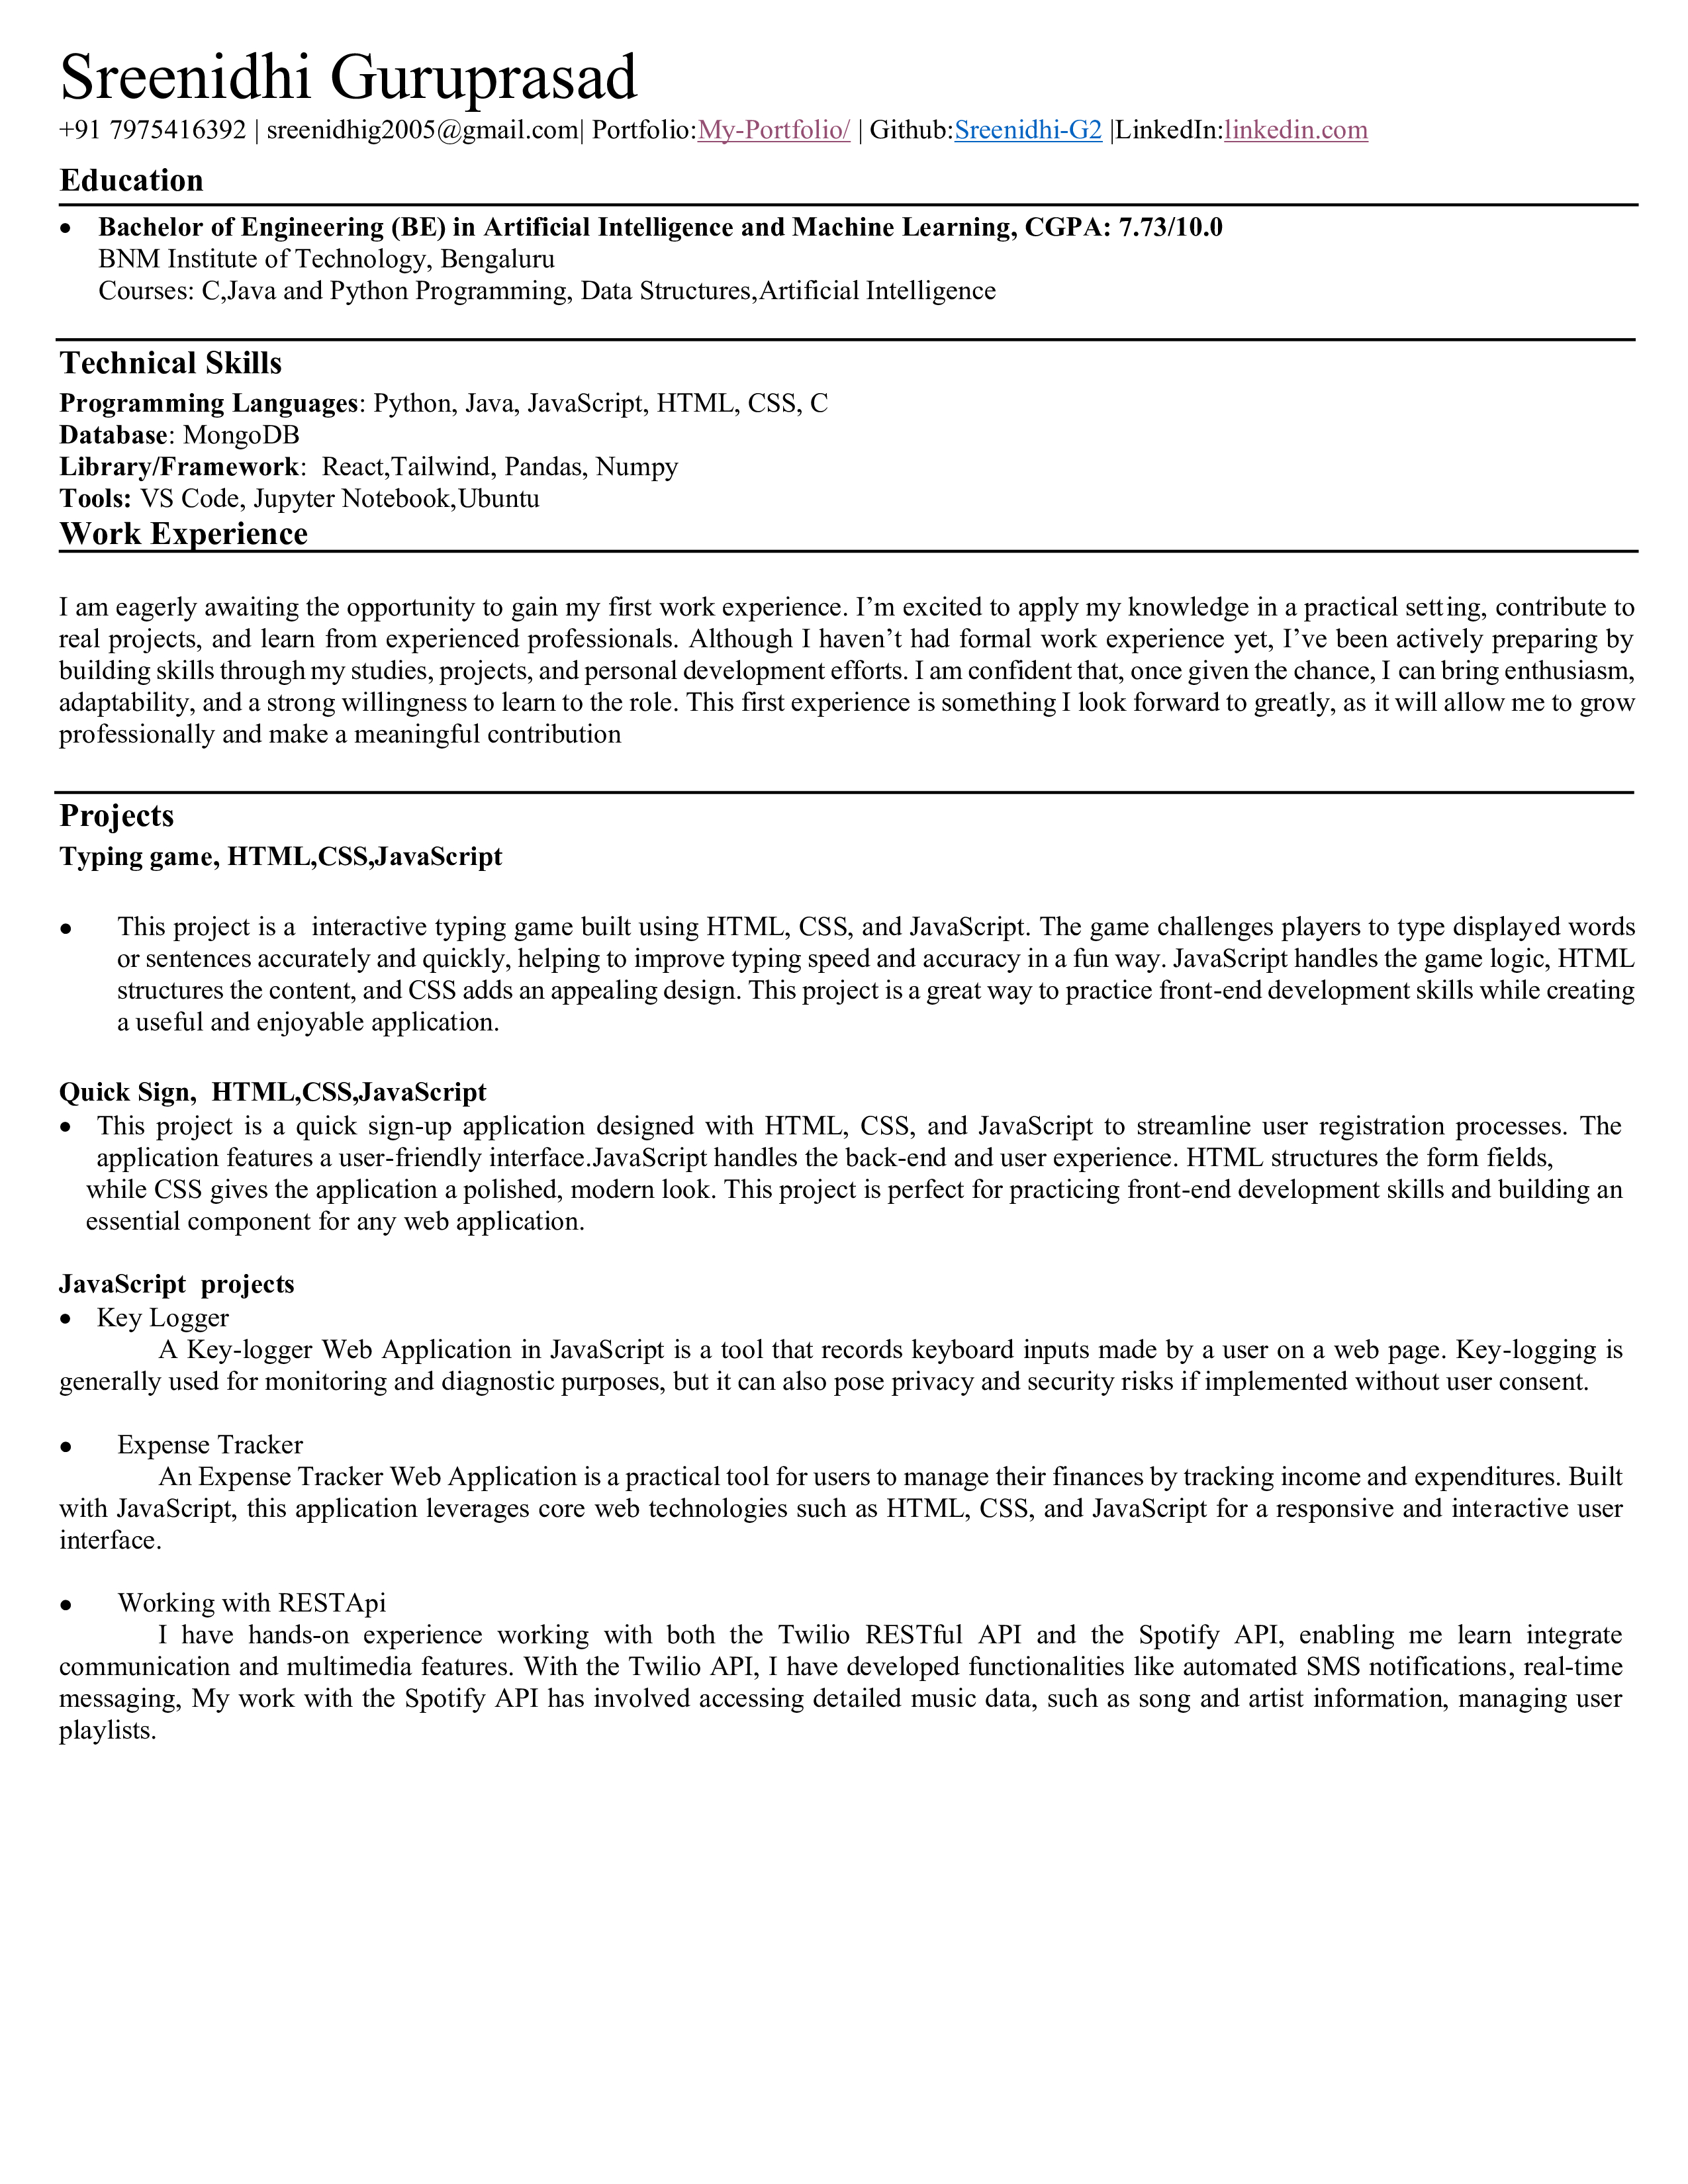 Sreenidhi Guruprasad
+91 7975416392 | sreenidhig2005@gmail.com| Portfolio:My-Portfolio/ | Github:Sreenidhi-G2 |LinkedIn:linkedin.com
Education
• Bachelor of Engineering (BE) in Artificial Intelligence and Machine Learning, CGPA: 7.73/10.0
BNM Institute of Technology, Bengaluru
Courses: C,Java and Python Programming, Data Structures,Artificial Intelligence
Technical Skills
Programming Languages: Python, Java, JavaScript, HTML, CSS, C
Database: MongoDB
Library/Framework:  React,Tailwind, Pandas, Numpy
Tools: VS Code, Jupyter Notebook,Ubuntu
Work Experience
I am eagerly awaiting the opportunity to gain my first work experience. I’m excited to apply my knowledge in a practical setting, contribute to
real projects, and learn from experienced professionals. Although I haven’t had formal work experience yet, I’ve been actively preparing by
building skills through my studies, projects, and personal development efforts. I am confident that, once given the chance, I can bring enthusiasm,
adaptability, and a strong willingness to learn to the role. This first experience is something I look forward to greatly, as it will allow me to grow
professionally and make a meaningful contribution
Projects
Typing game, HTML,CSS,JavaScript
• This project is a  interactive typing game built using HTML, CSS, and JavaScript. The game challenges players to type displayed words
or sentences accurately and quickly, helping to improve typing speed and accuracy in a fun way. JavaScript handles the game logic, HTML
structures the content, and CSS adds an appealing design. This project is a great way to practice front-end development skills while creating
a useful and enjoyable application.
Quick Sign,  HTML,CSS,JavaScript
• This project is a quick sign-up application designed with HTML, CSS, and JavaScript to streamline user registration processes. The
application features a user-friendly interface.JavaScript handles the back-end and user experience. HTML structures the form fields,
while CSS gives the application a polished, modern look. This project is perfect for practicing front-end development skills and building an
essential component for any web application.
JavaScript  projects
• Key Logger
A Key-logger Web Application in JavaScript is a tool that records keyboard inputs made by a user on a web page. Key-logging is
generally used for monitoring and diagnostic purposes, but it can also pose privacy and security risks if implemented without user consent.
• Expense Tracker
An Expense Tracker Web Application is a practical tool for users to manage their finances by tracking income and expenditures. Built
with JavaScript, this application leverages core web technologies such as HTML, CSS, and JavaScript for a responsive and interactive user
interface.
• Working with RESTApi
I have hands-on experience working with both the Twilio RESTful API and the Spotify API, enabling me learn integrate
communication and multimedia features. With the Twilio API, I have developed functionalities like automated SMS notifications, real-time
messaging, My work with the Spotify API has involved accessing detailed music data, such as song and artist information, managing user
playlists.